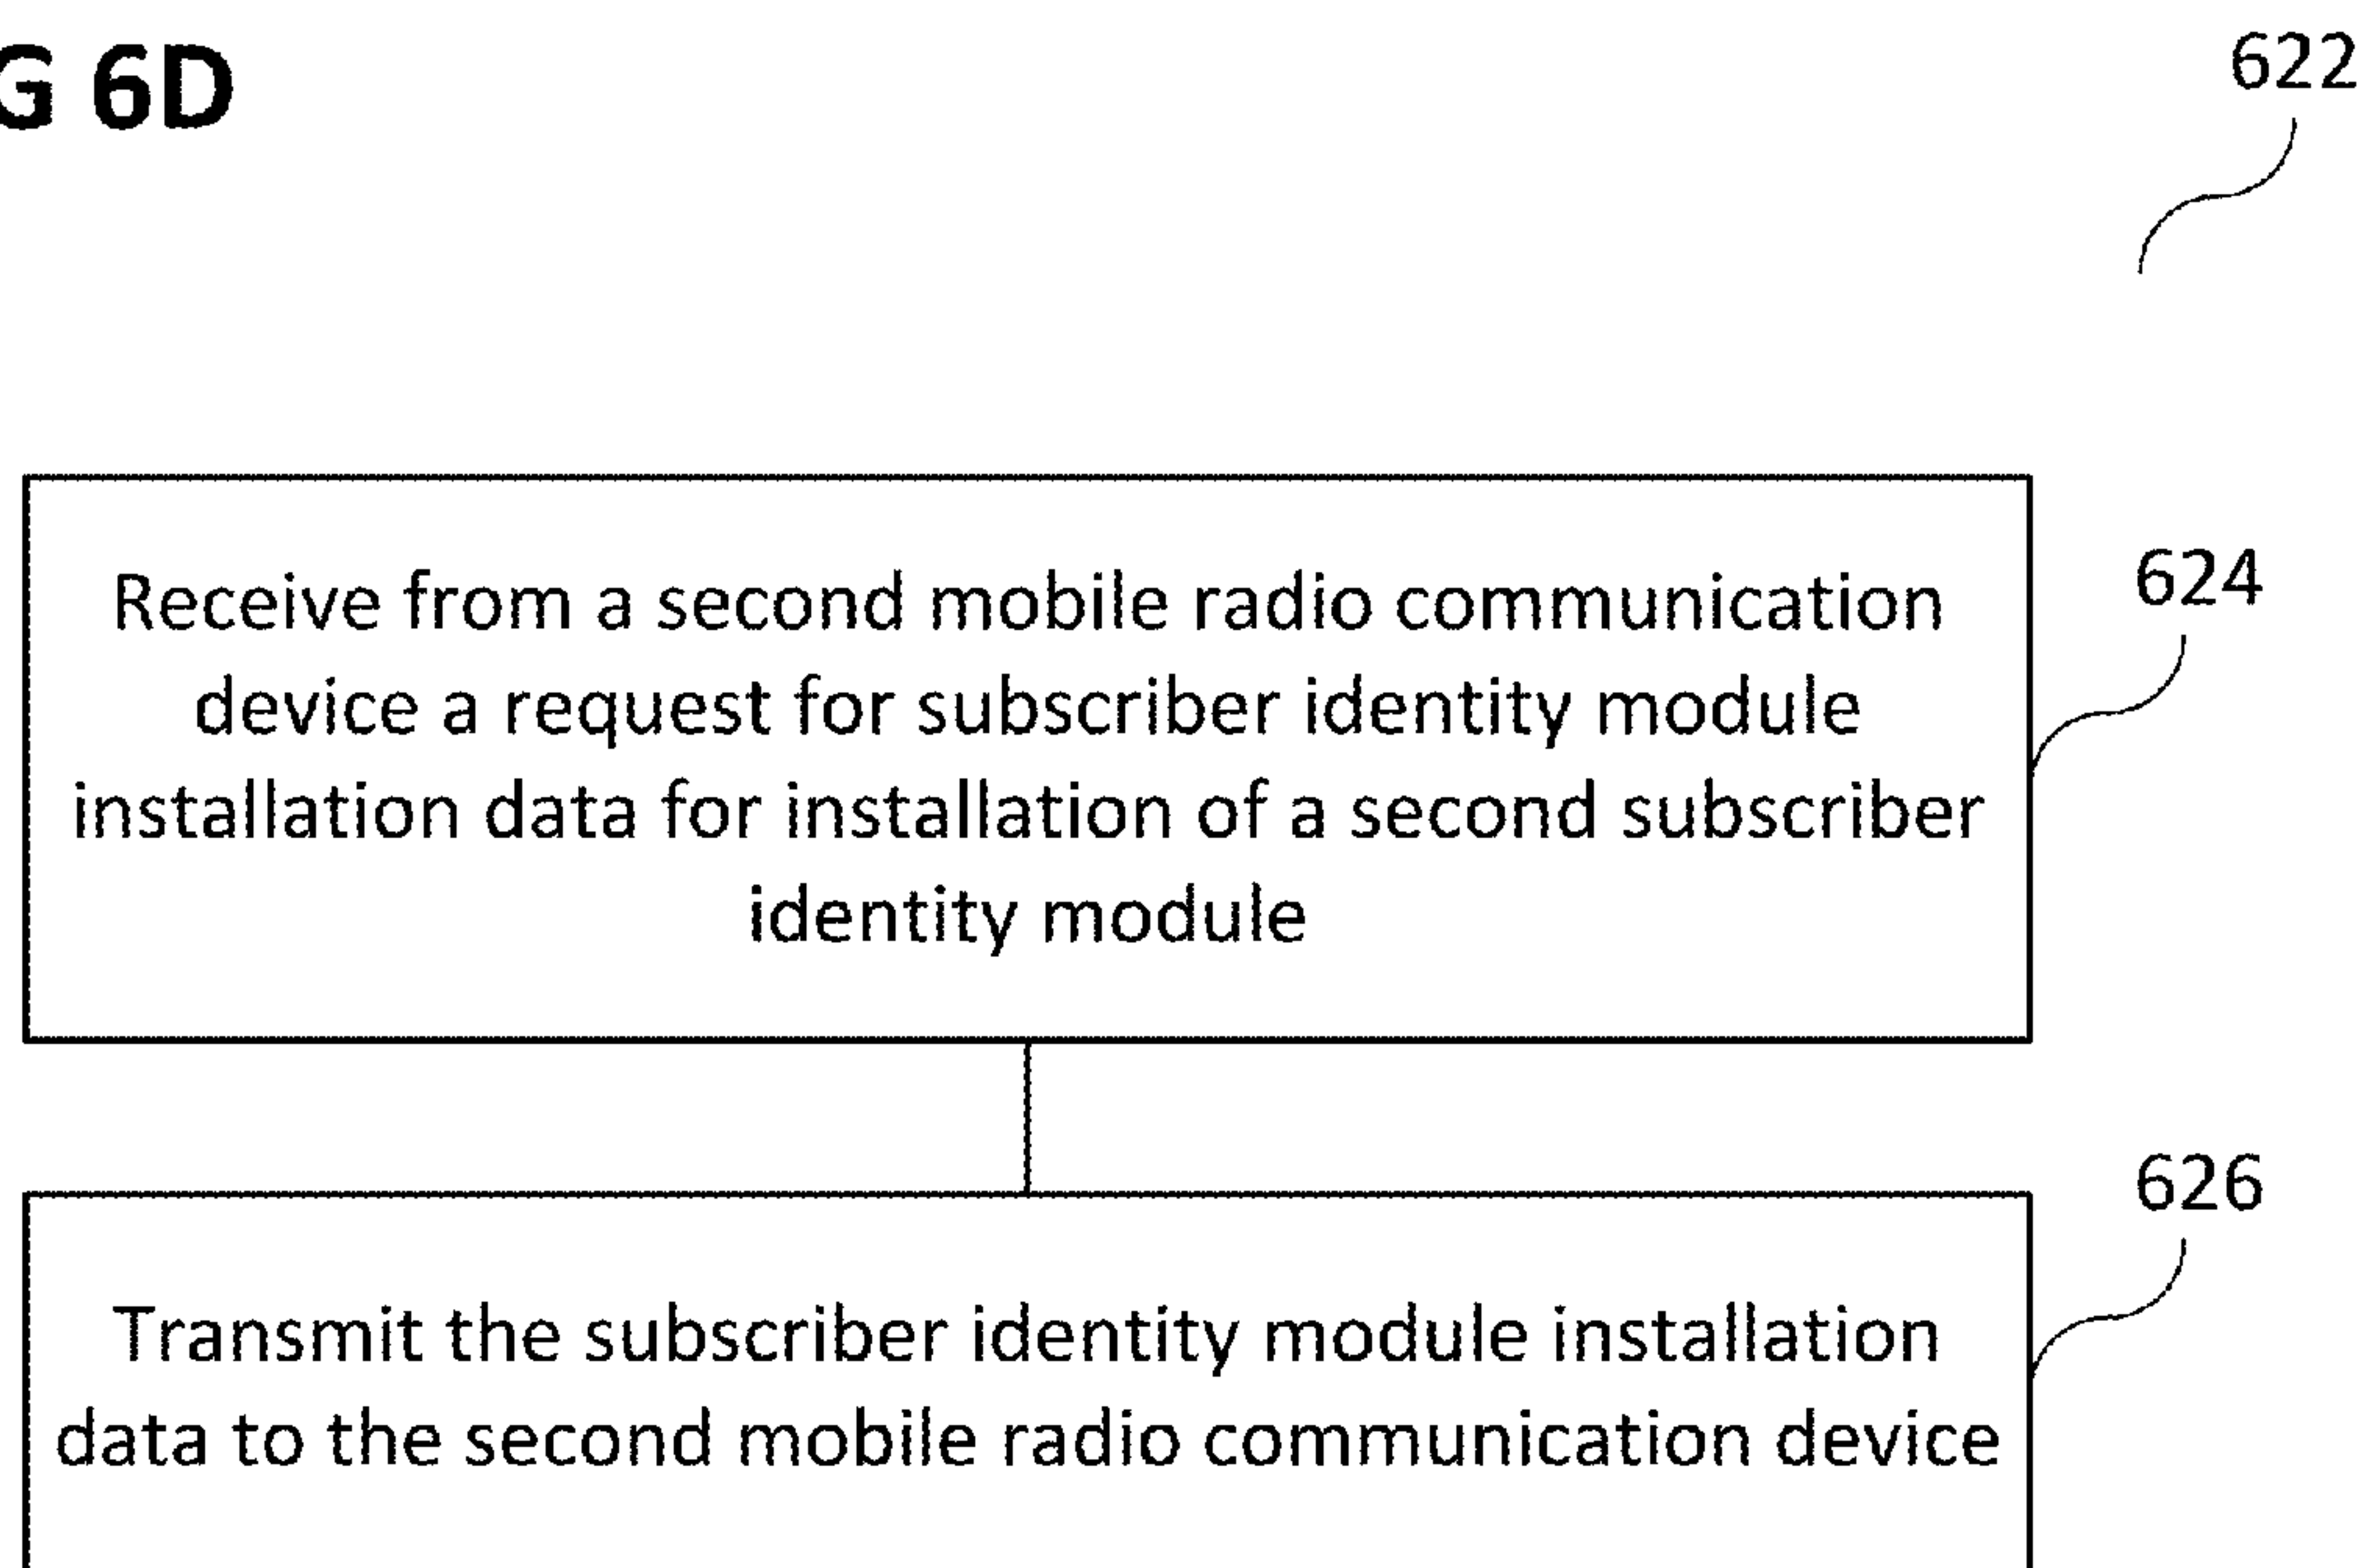 G 6D
622
Receive from a second mobile radio communication
device a request for subscriber identity module
installation data for installation of a second subscriber
identity module
624
626
Transmit the subscriber identity module installation
data to the second mobile radio communication device